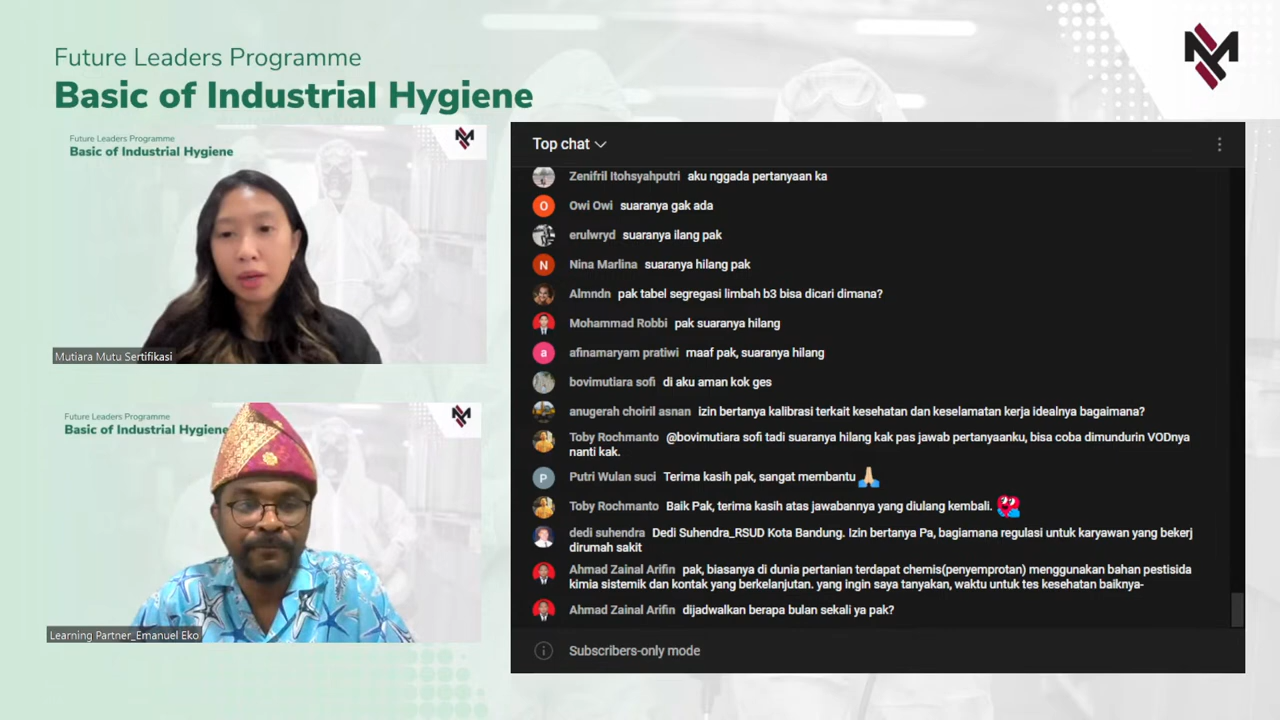 Future Leaders Programme
Basic of Industrial Hygiene
Future Leaders Programme
Basic of Industrial Hygiene
Mutiara Mutu Sertifikasi
Future Leaders Programme
Basic of Industrial Hygiene
Learning Partner_Emanuel Eko
Top chat
Zenifril Itohsyahputri aku nggada pertanyaan ka
O
Owi Owi suaranya gak ada
erulwryd suaranya ilang pak
N
Nina Marlina suaranya hilang pak
Almndn pak tabel segregasi limbah b3 bisa dicari dimana?
Mohammad Robbi pak suaranya hilang
a
afinamaryam pratiwi maaf pak, suaranya hilang
bovimutiara sofi di aku aman kok ges
anugerah choiril asnan izin bertanya kalibrasi terkait kesehatan dan keselamatan kerja idealnya bagaimana?
Toby Rochmanto @bovimutiara sofi tadi suaranya hilang kak pas jawab pertanyaanku, bisa coba dimundurin VODnya
nanti kak.
P
Putri Wulan suci Terima kasih pak, sangat membantu 🙏
Toby Rochmanto Baik Pak, terima kasih atas jawabannya yang diulang kembali.
dedi suhendra Dedi Suhendra_RSUD Kota Bandung. Izin bertanya Pa, bagiamana regulasi untuk karyawan yang bekerj
dirumah sakit
Ahmad Zainal Arifin pak, biasanya di dunia pertanian terdapat chemis(penyemprotan) menggunakan bahan pestisida
kimia sistemik dan kontak yang berkelanjutan. yang ingin saya tanyakan, waktu untuk tes kesehatan baiknya-
Ahmad Zainal Arifin dijadwalkan berapa bulan sekali ya pak?
Subscribers-only mode